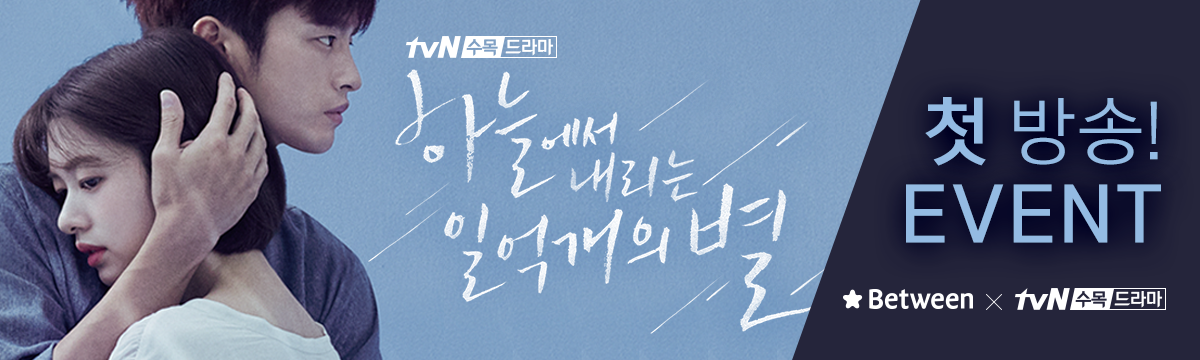 tvN 수목 드라마
하늘에서
내리는
일억개의 별
첫 방송!
EVENT
Between × tvN 수목 드라마